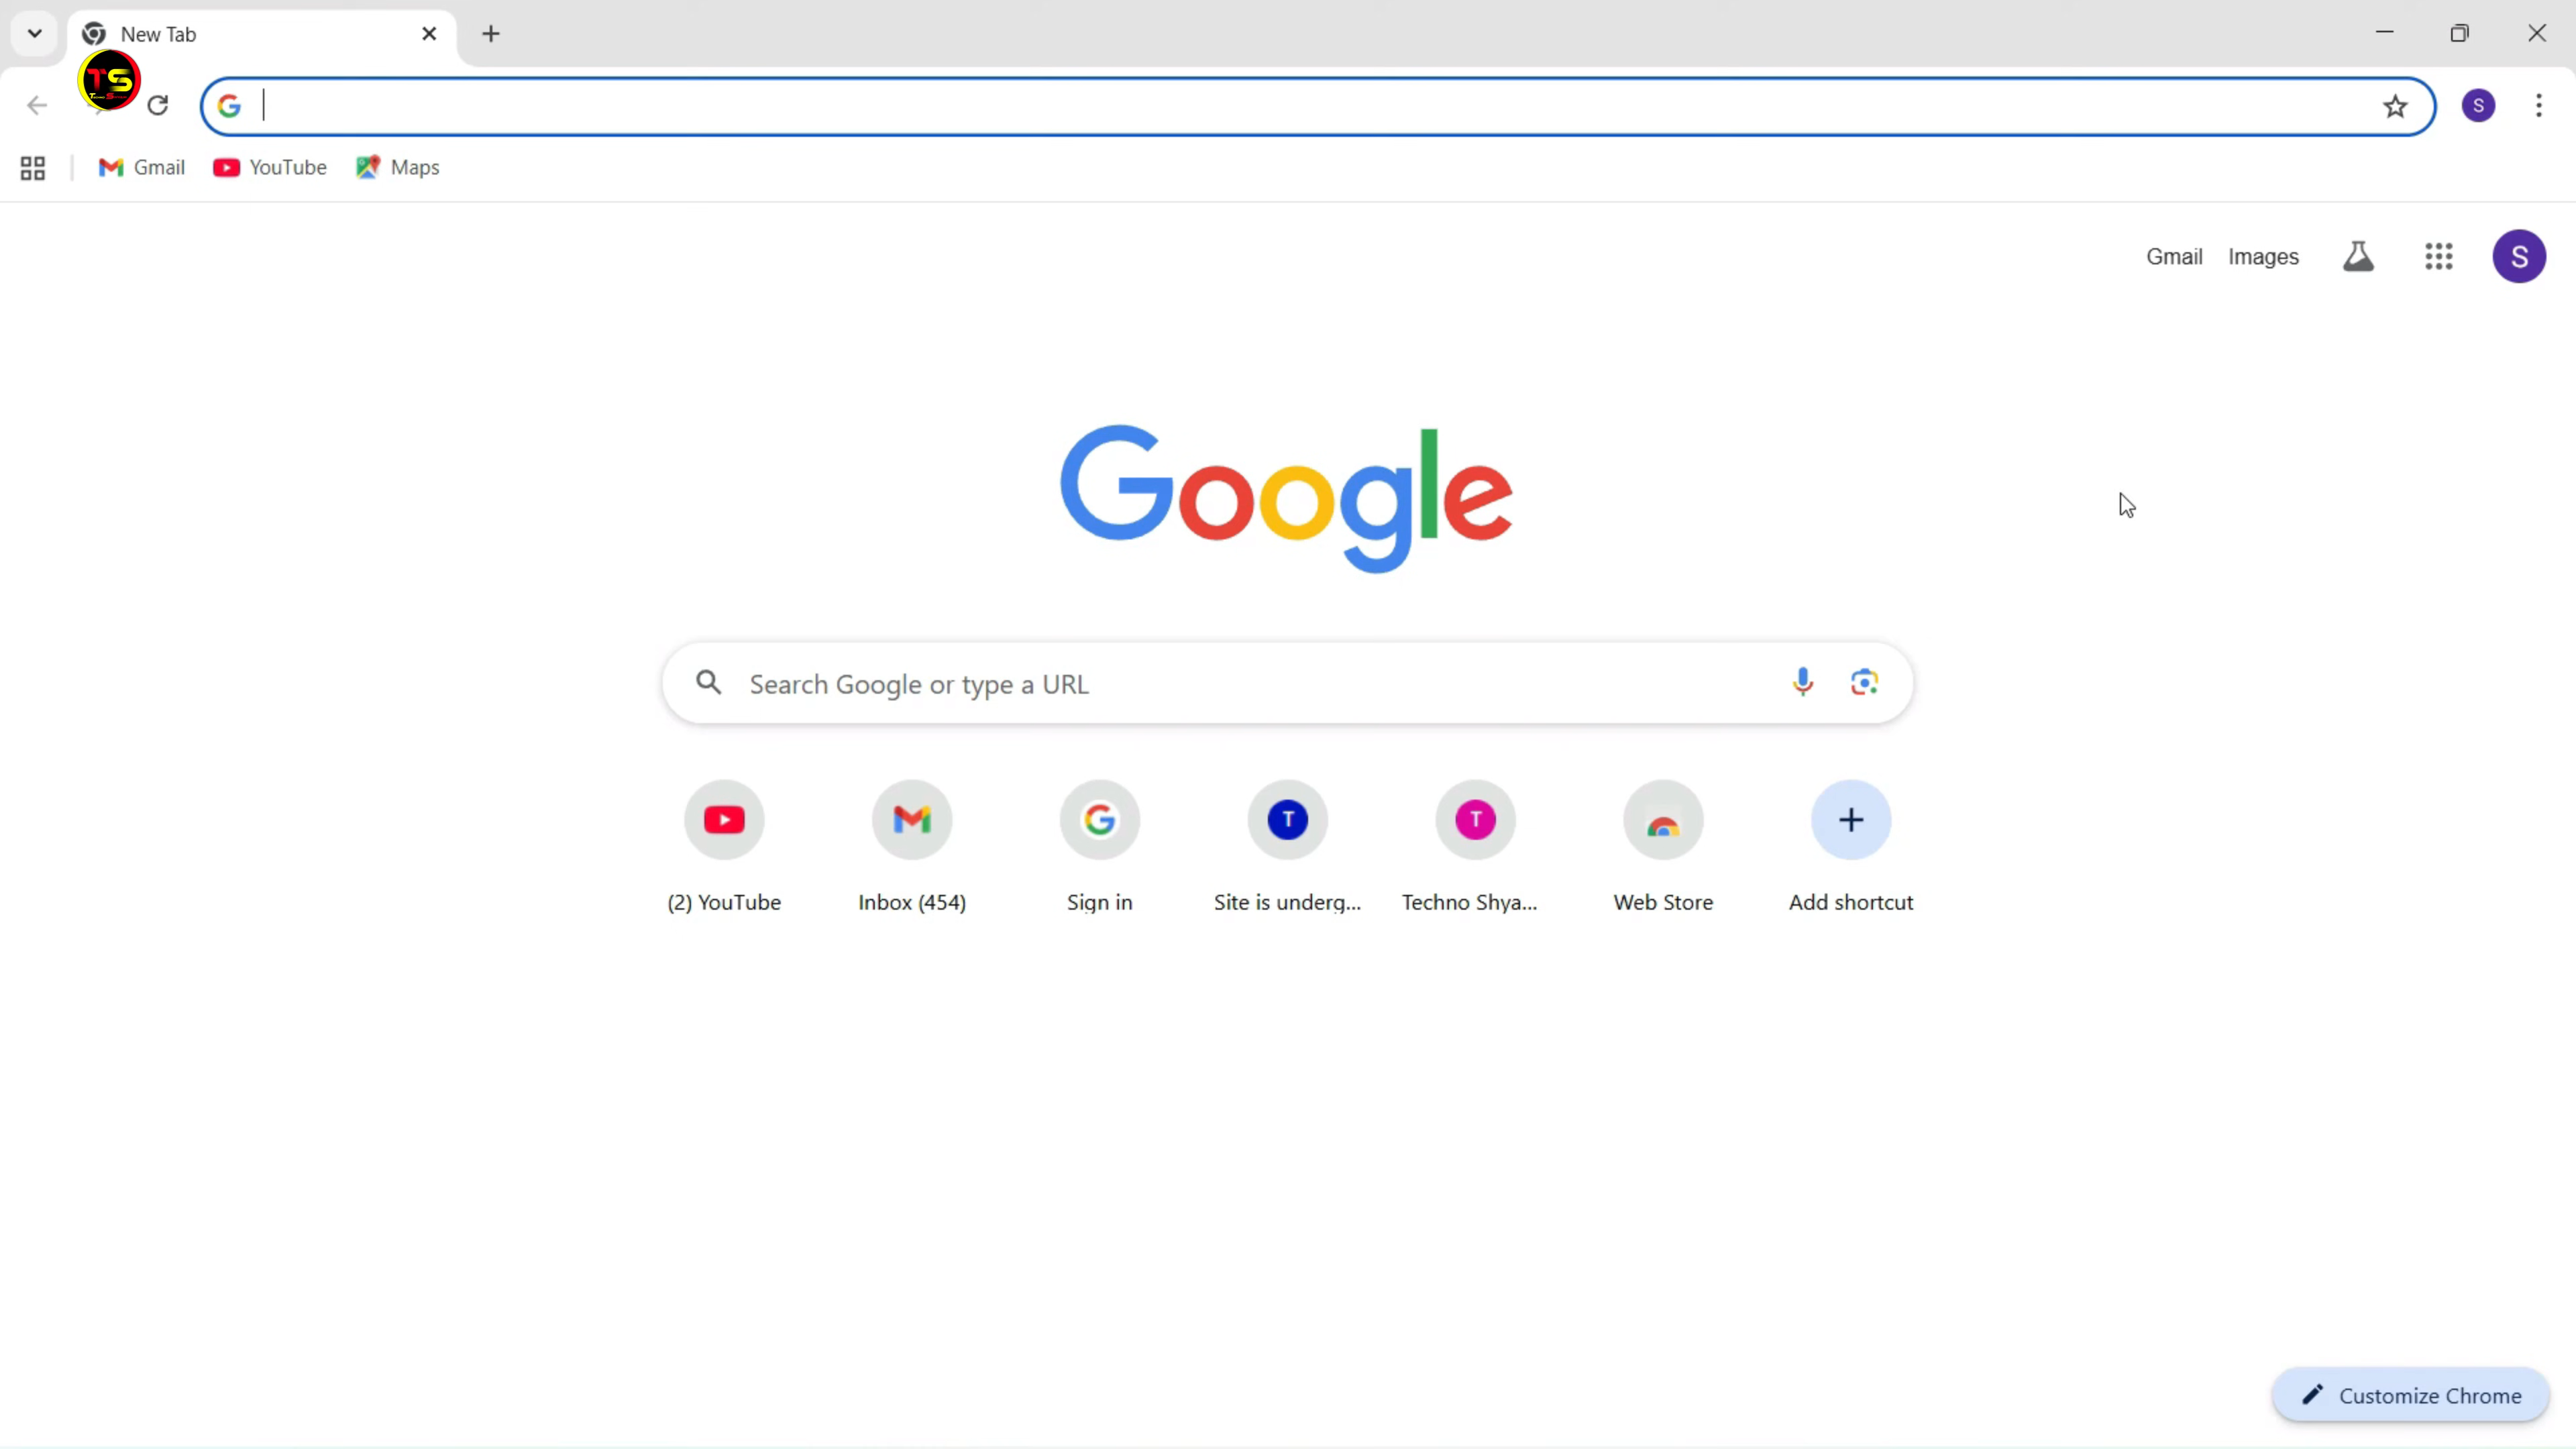 New Tab
TS
S
Gmail YouTube Maps
Gmail Images S
Google
Search Google or type a URL
T T
(2) YouTube Inbox (454) Sign in Site is underg... Techno Shya... Web Store Add shortcut
Customize Chrome